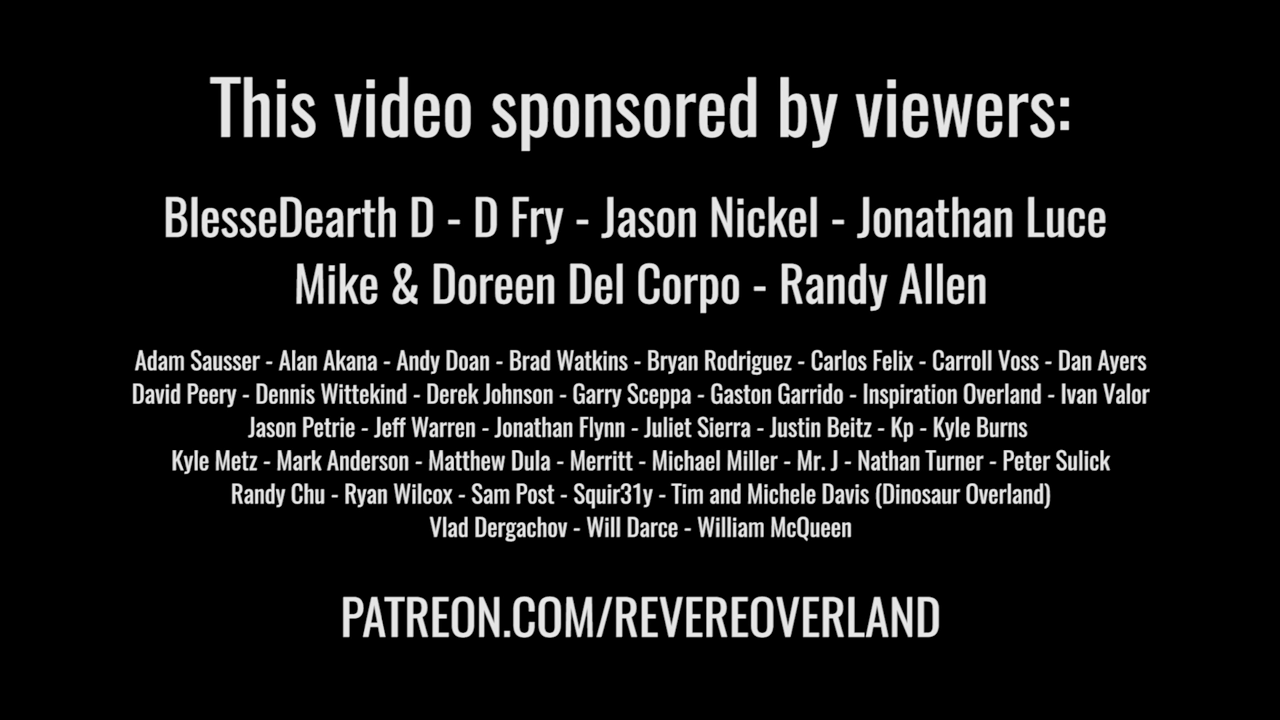 This video sponsored by viewers:
BlesseDearth D - D Fry - Jason Nickel - Jonathan Luce
Mike & Doreen Del Corpo - Randy Allen
Adam Sausser - Alan Akana - Andy Doan - Brad Watkins - Bryan Rodriguez - Carlos Felix - Carroll Voss - Dan Ayers
David Peery - Dennis Wittekind - Derek Johnson - Garry Sceppa - Gaston Garrido - Inspiration Overland - Ivan Valor
Jason Petrie - Jeff Warren - Jonathan Flynn - Juliet Sierra - Justin Beitz - Kp - Kyle Burns
Kyle Metz - Mark Anderson - Matthew Dula - Merritt - Michael Miller - Mr. J - Nathan Turner - Peter Sulick
Randy Chu - Ryan Wilcox - Sam Post - Squir31y - Tim and Michele Davis (Dinosaur Overland)
Vlad Dergachov - Will Darce - William McQueen
PATREON.COM/REVEREOVERLAND